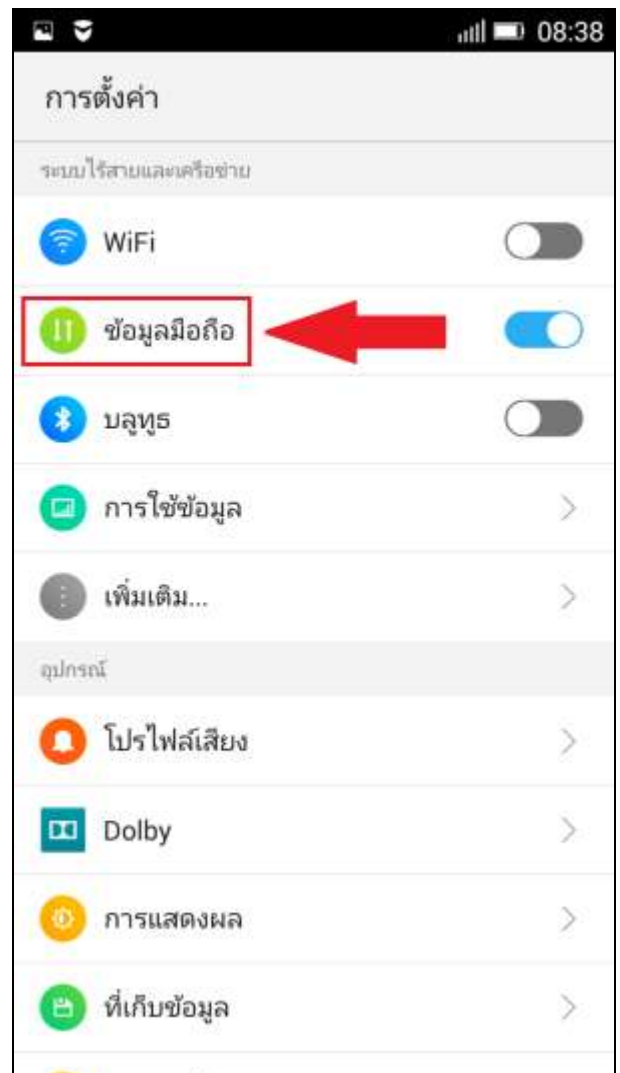 08:38
การตั้งค่า
ระบบไร้สายและเครือข่าย
WiFi
ข้อมูลมือถือ
บลูทูธ
การใช้ข้อมูล
เพิ่มเติม...
อุปกรณ์
โปรไฟล์เสียง
Dolby
การแสดงผล
ที่เก็บข้อมูล